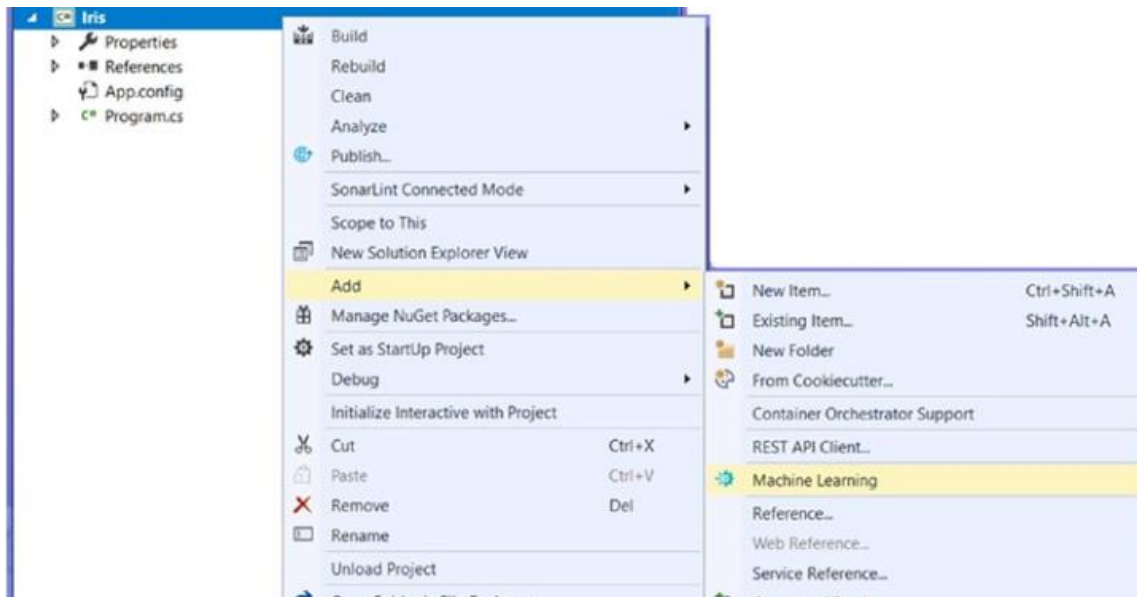 Iris
Properties
References
App.config
C# Program.cs
Build
Rebuild
Clean
Analyze
Publish...
SonarLint Connected Mode
Scope to This
New Solution Explorer View
Add
Manage NuGet Packages...
Set as StartUp Project
Debug
Initialize Interactive with Project
Cut Ctrl+X
Paste Ctrl+V
Remove Del
Rename
Unload Project
New Item... Ctrl+Shift+A
Existing Item... Shift+Alt+A
New Folder
From Cookiecutter...
Container Orchestrator Support
REST API Client...
Machine Learning
Reference...
Web Reference...
Service Reference...